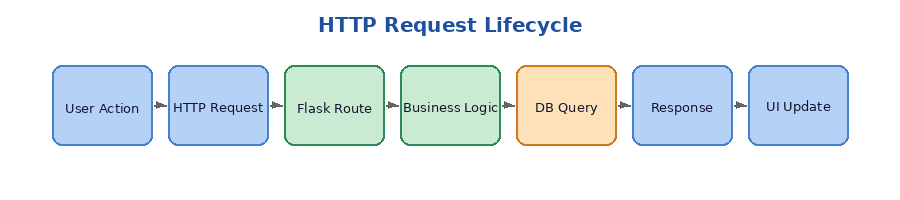 HTTP Request Lifecycle
User Action
HTTP Request
Flask Route
Business Logic
DB Query
Response
UI Update